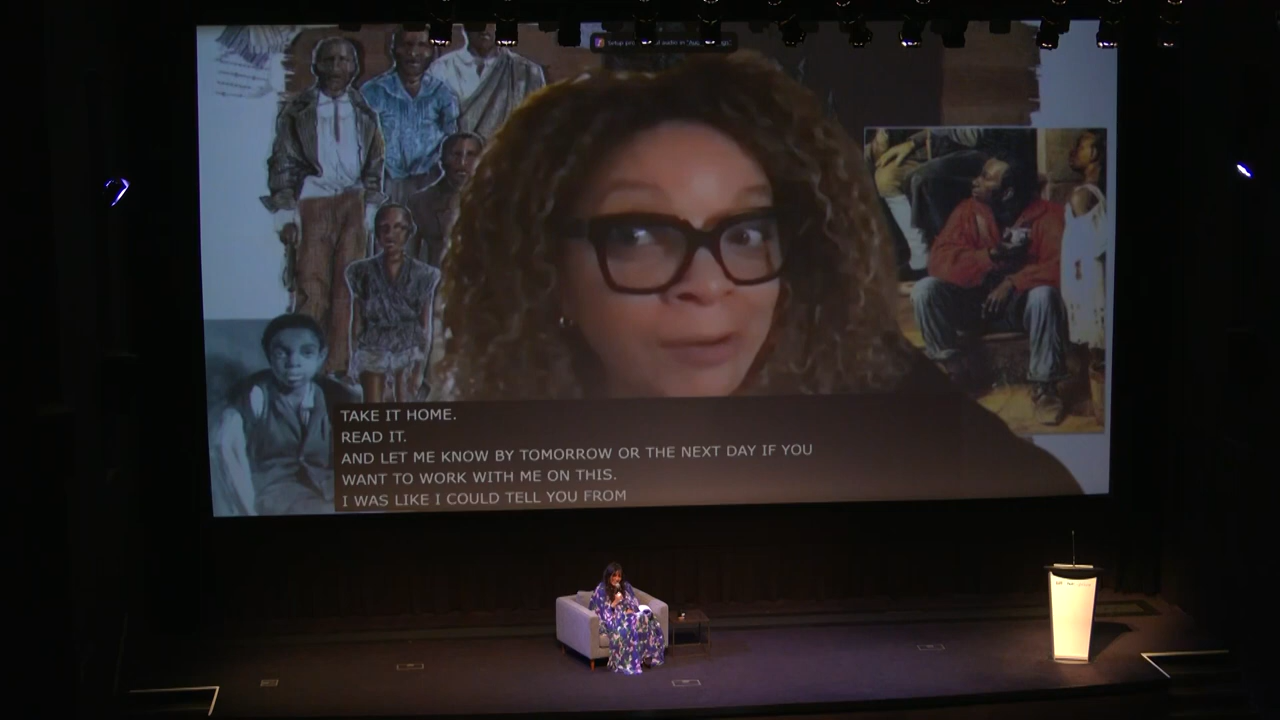 TAKE IT HOME.
READ IT.
AND LET ME KNOW BY TOMORROW OR THE NEXT DAY IF YOU
WANT TO WORK WITH ME ON THIS.
I WAS LIKE I COULD TELL YOU FROM